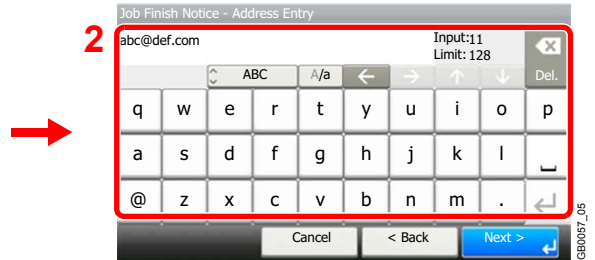 Job Finish Notice - Address Entry
2
abc@def.com
Input:11
Limit:128
ABC
A/a
Del.
q w e r t y u i o p
a s d f g h j k l
@ z x c v b n m .
Cancel
< Back
Next >
GB0057_05